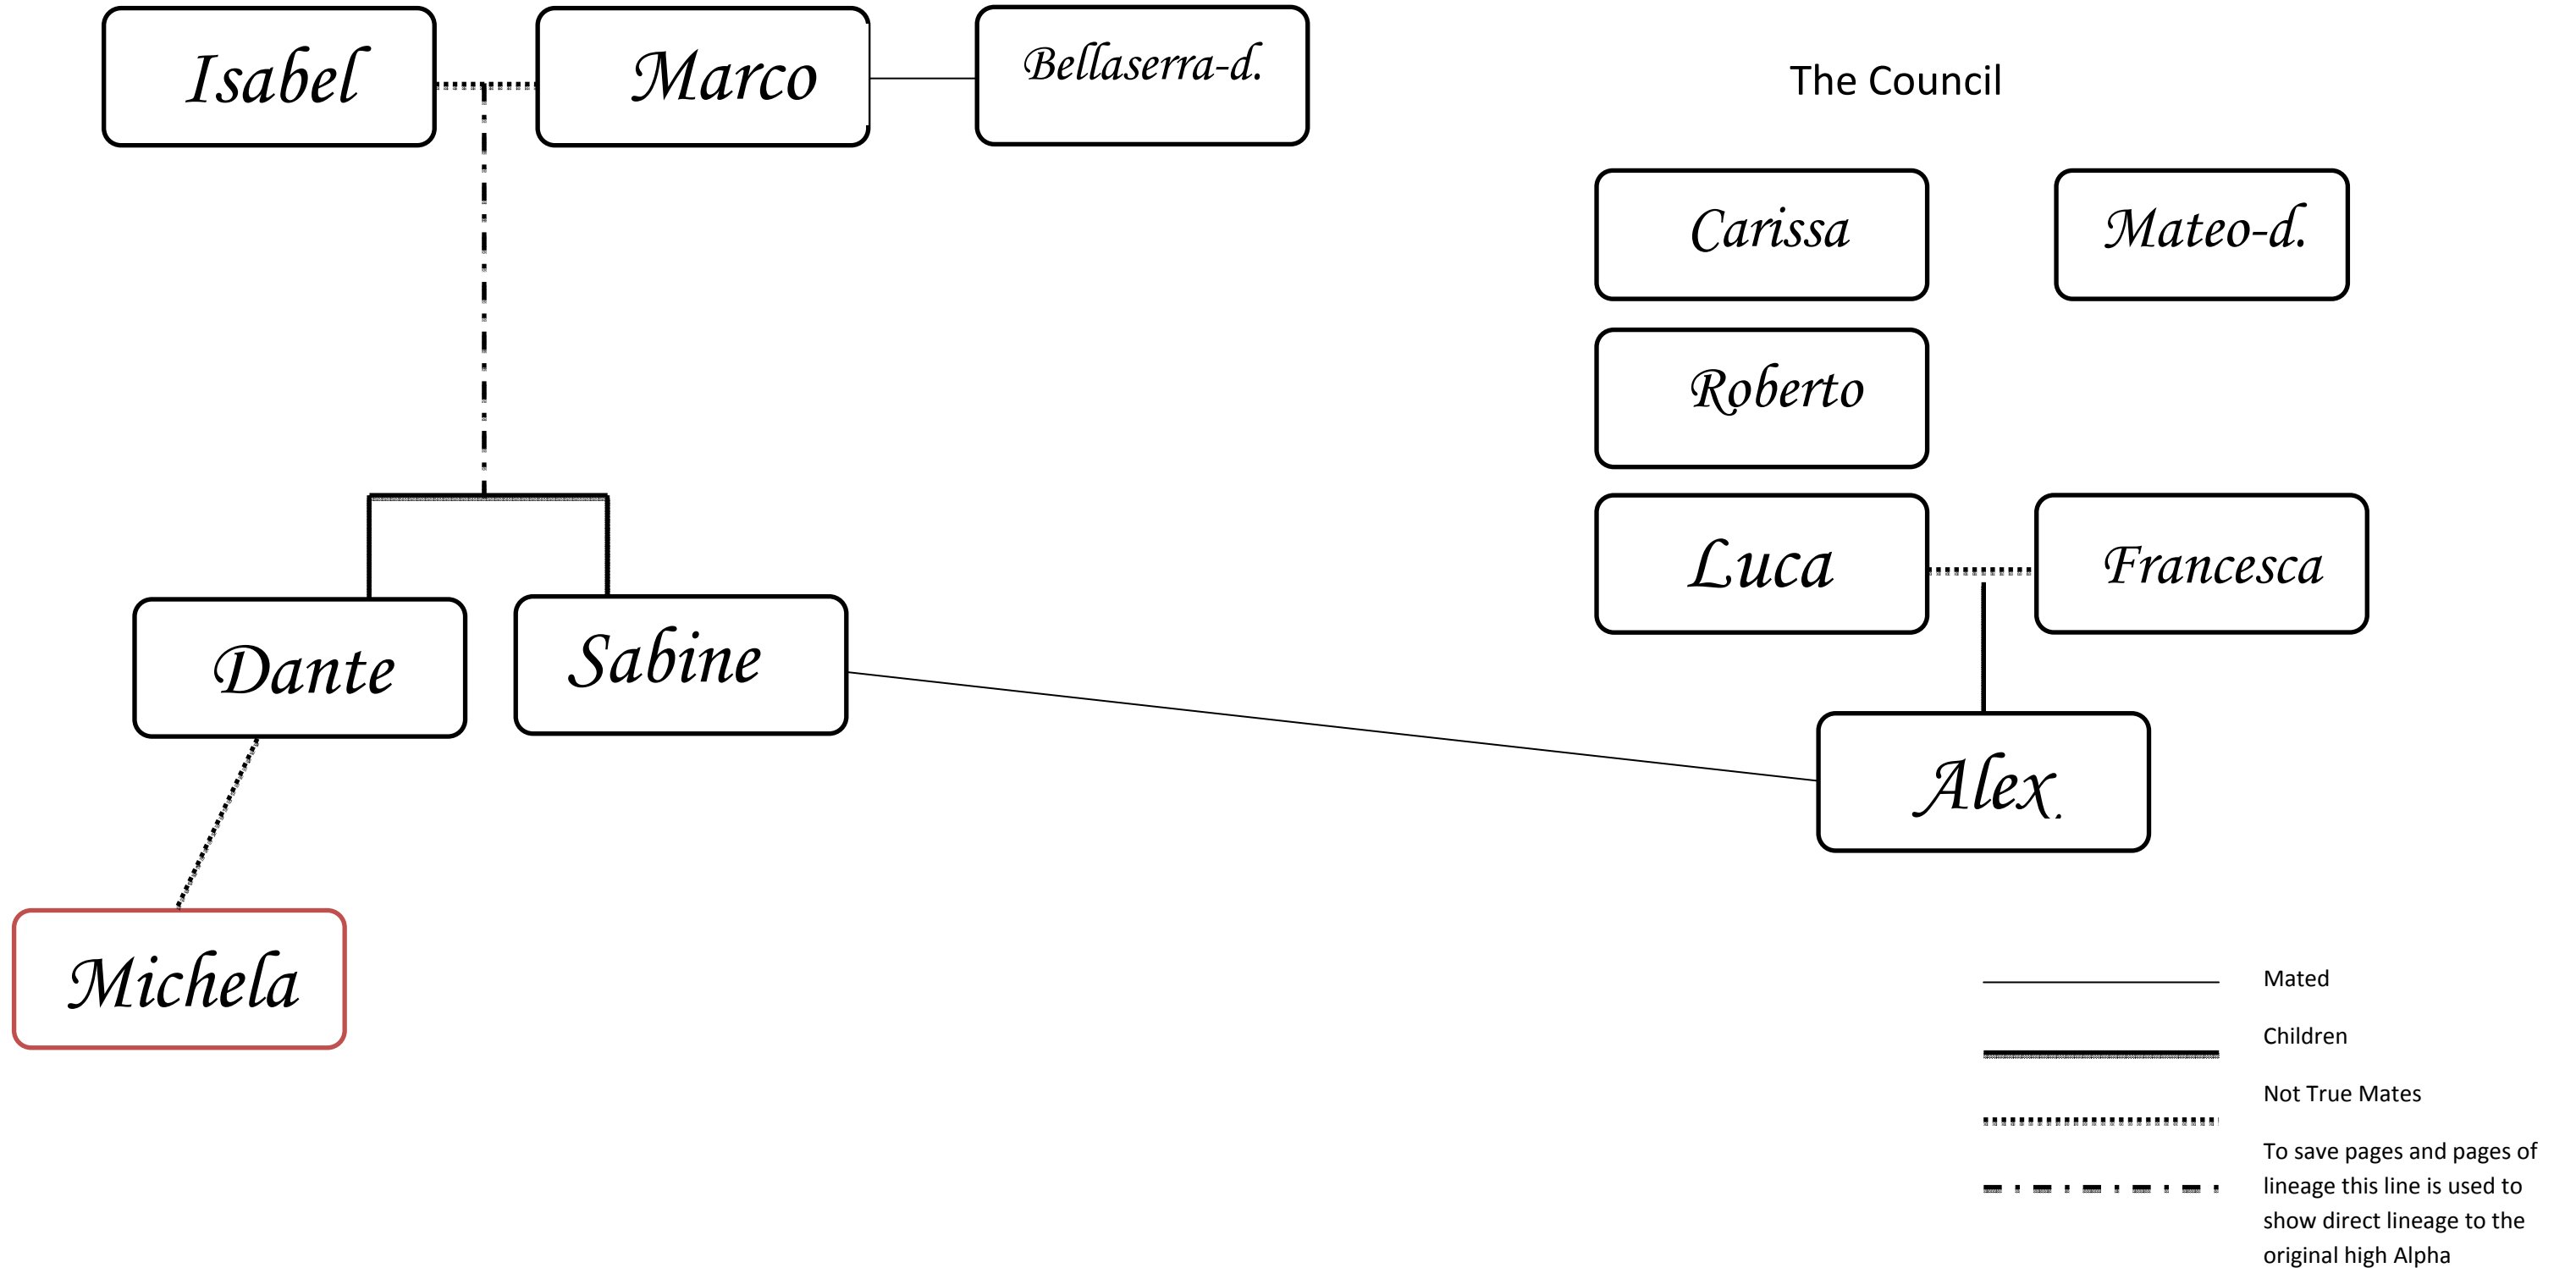 Isabel
Marco
Bellaserra-d.
The Council
Carissa
Mateo-d.
Roberto
Luca
Francesca
Dante
Sabine
Alex
Michela
Mated
Children
Not True Mates
To save pages and pages of
lineage this line is used to
show direct lineage to the
original high Alpha